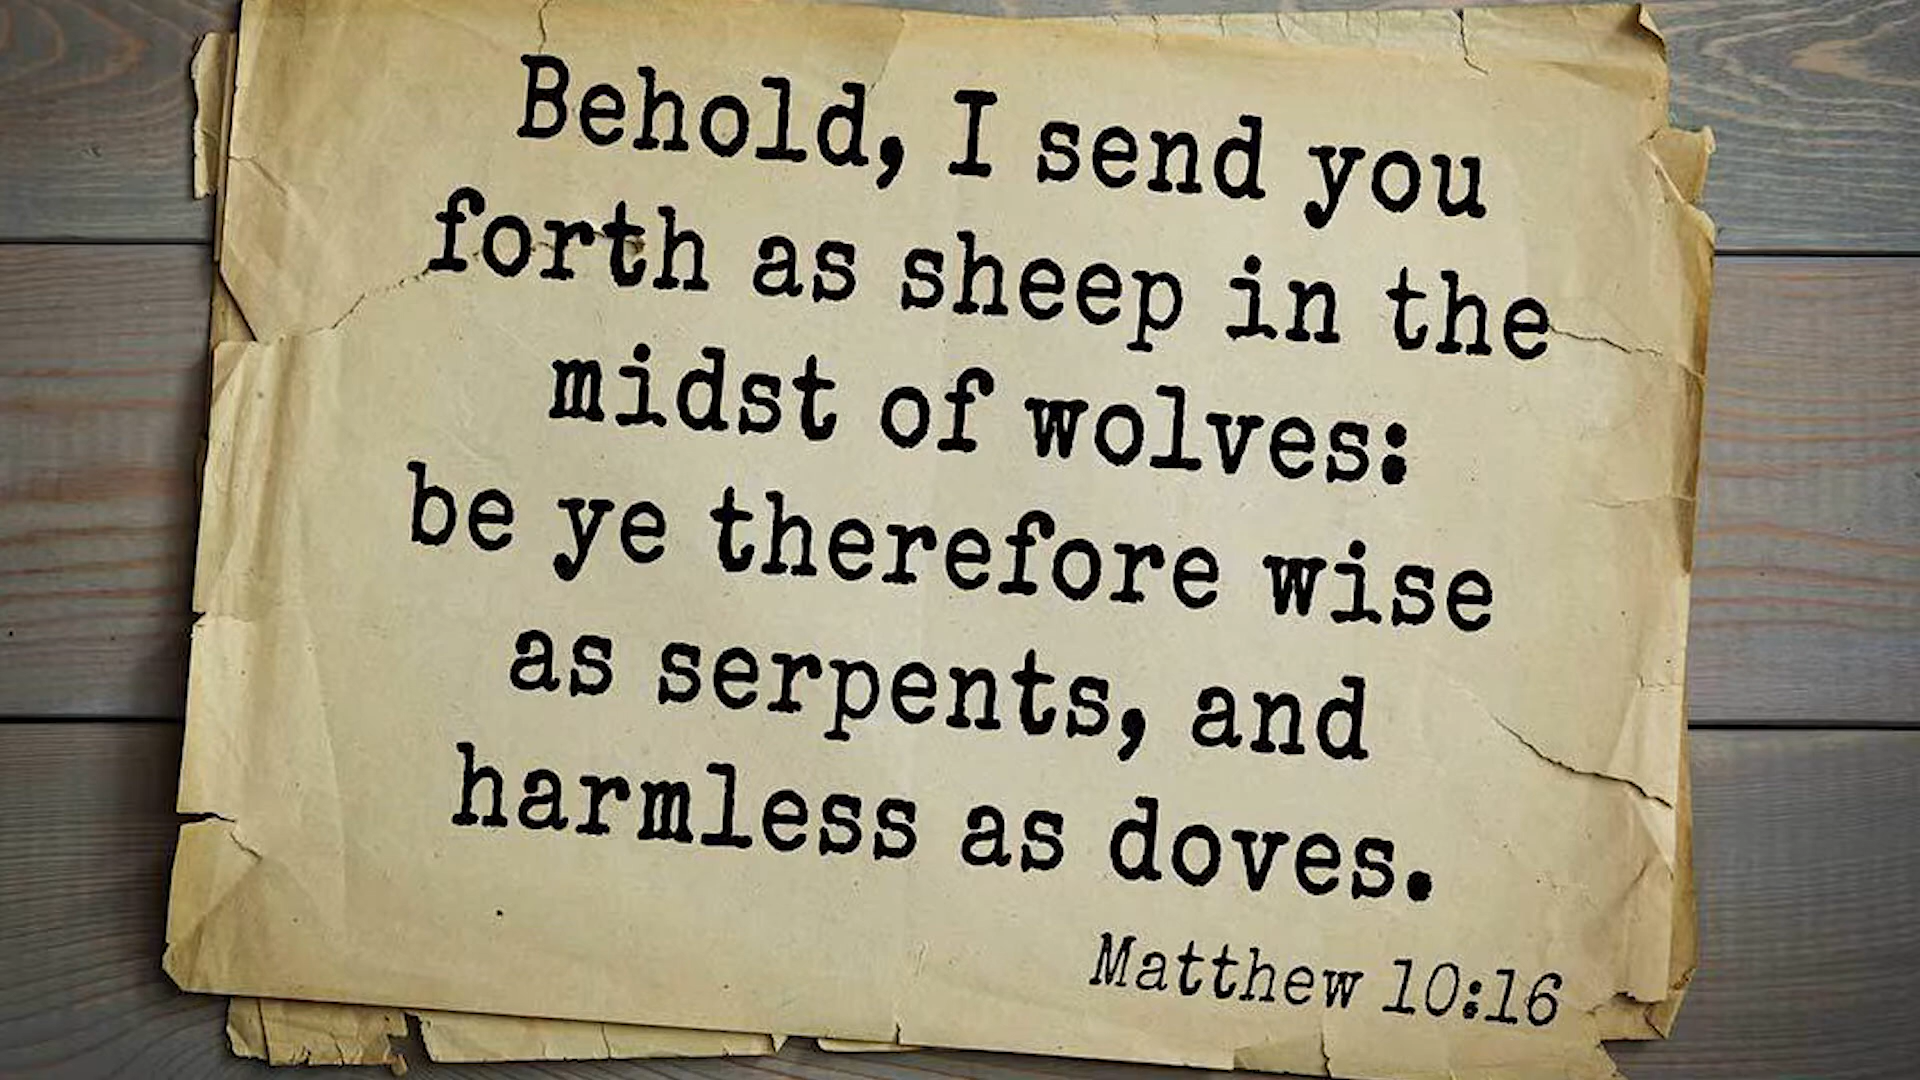 Behold, I send you
forth as sheep in the
midst of wolves:
be ye therefore wise
as serpents, and
harmless as doves.
Matthew 10:16